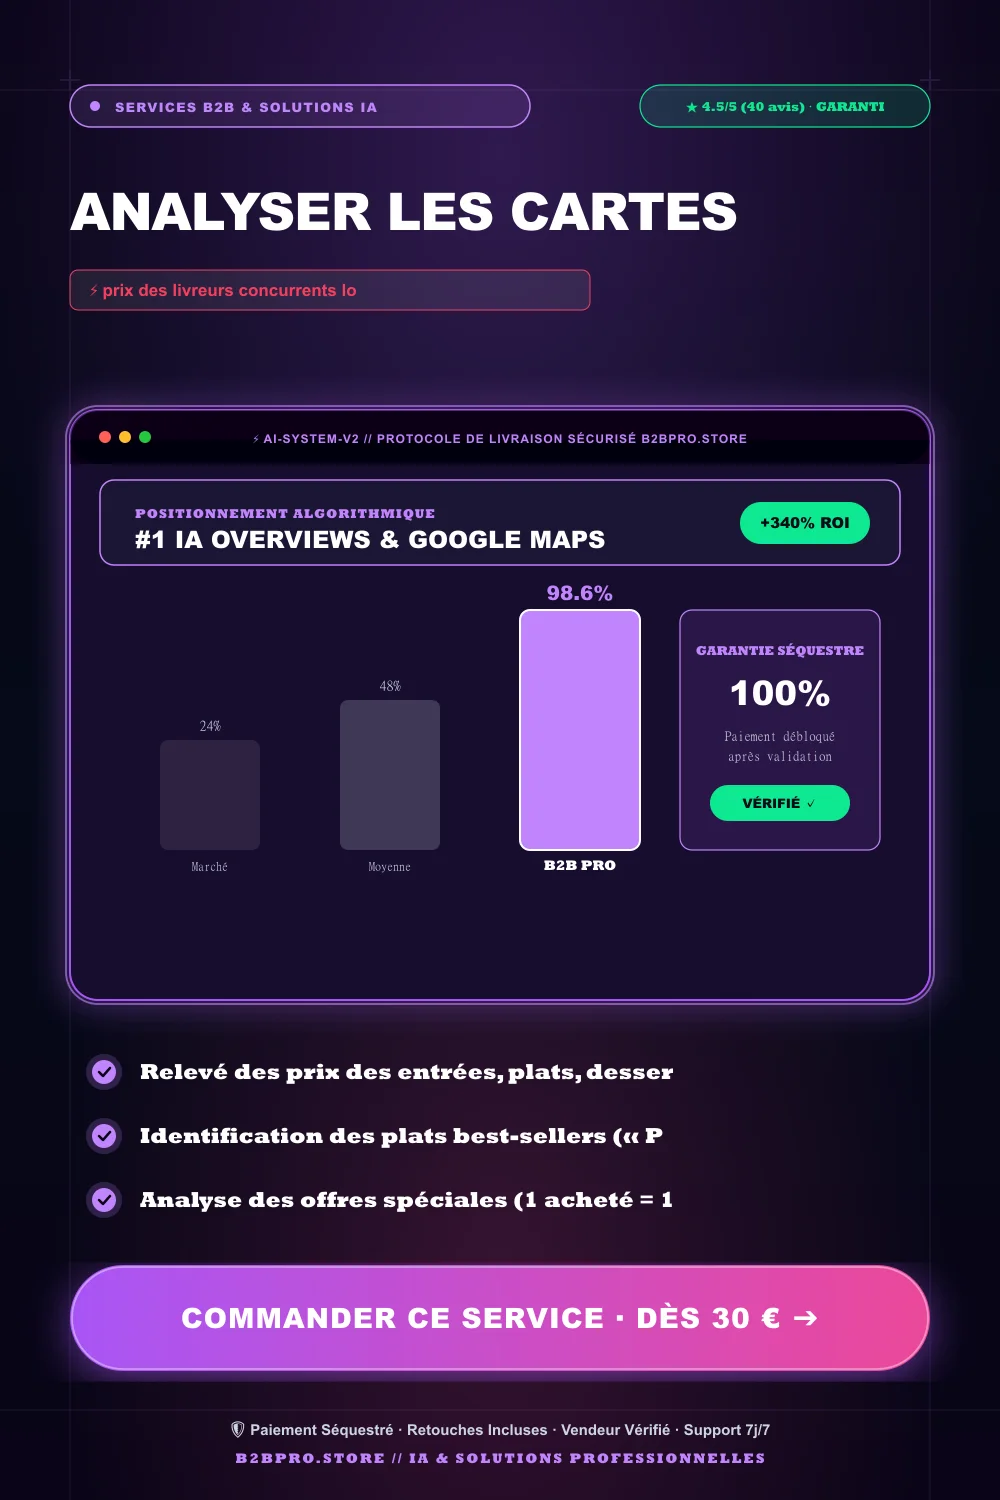 SERVICES B2B & SOLUTIONS IA
★ 4.5/5 (40 avis) · GARANTI
ANALYSER LES CARTES
⚡ prix des livreurs concurrents lo
⚡ AI-SYSTEM-V2 // PROTOCOLE DE LIVRAISON SÉCURISÉ B2BPRO.STORE
POSITIONNEMENT ALGORITHMIQUE
#1 IA OVERVIEWS & GOOGLE MAPS
+340% ROI
98.6%
48%
24%
Marché
Moyenne
B2B PRO
GARANTIE SÉQUESTRE
100%
Paiement débloqué
après validation
VÉRIFIÉ ✓
Relevé des prix des entrées, plats, desser
Identification des plats best-sellers (« P
Analyse des offres spéciales (1 acheté = 1
COMMANDER CE SERVICE · DÈS 30 € ➔
🛡 Paiement Séquestré · Retouches Incluses · Vendeur Vérifié · Support 7j/7
B2BPRO.STORE // IA & SOLUTIONS PROFESSIONNELLES